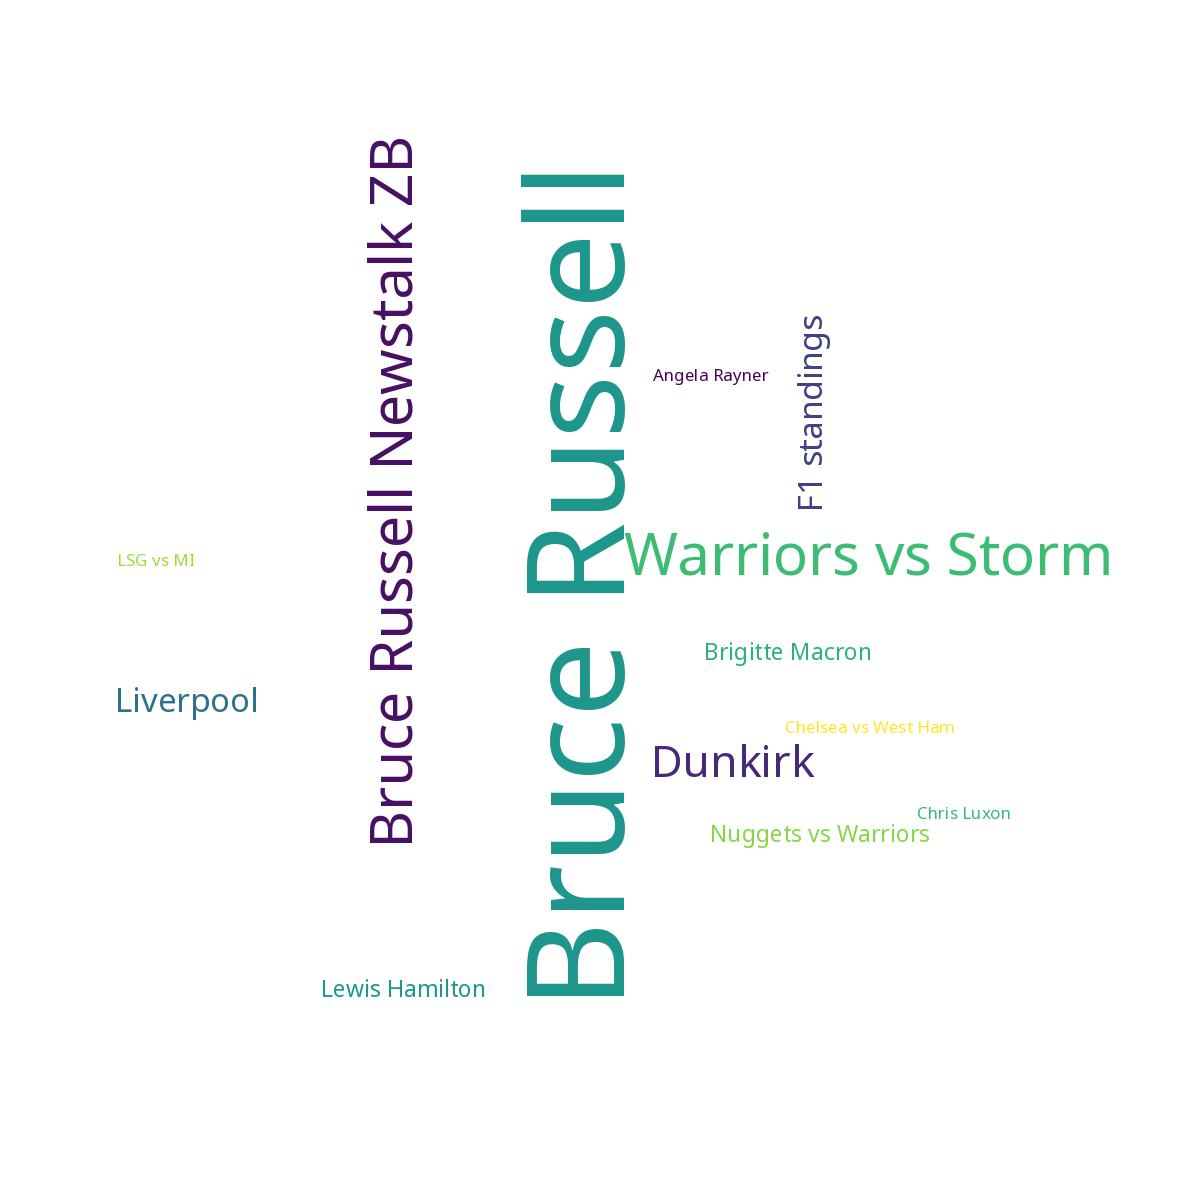 Bruce Russell Newstalk ZB
Bruce Russell
Angela Rayner
F1 standings
LSG vs MI
Warriors vs Storm
Brigitte Macron
Liverpool
Chelsea vs West Ham
Dunkirk
Chris Luxon
Nuggets vs Warriors
Lewis Hamilton